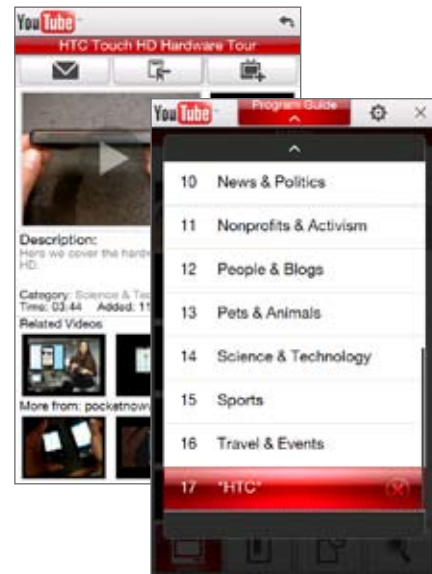 YouTube
HTC Touch HD Hardware Tour
Description:
Here we cover the hardw
HD.
Category: Science & Tec
Time: 03:44 Added: 11
Related Videos
More from: pocketnow
YouTube
Program Guide
10 News & Politics
11 Nonprofits & Activism
12 People & Blogs
13 Pets & Animals
14 Science & Technology
15 Sports
16 Travel & Events
17 "HTC"